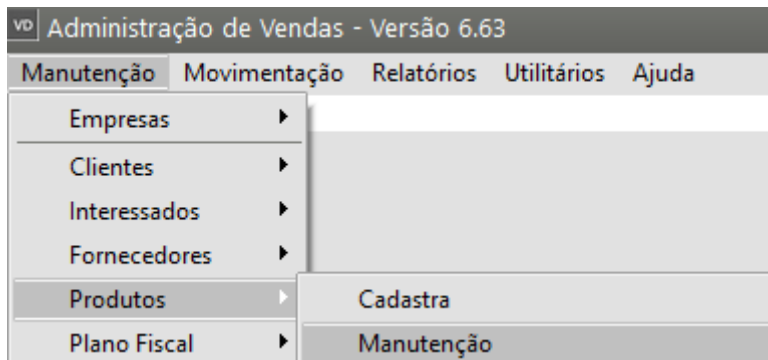 VD Administração de Vendas - Versão 6.63
Manutenção Movimentação Relatórios Utilitários Ajuda
Empresas
Clientes
Interessados
Fornecedores
Produtos Cadastra
Plano Fiscal Manutenção